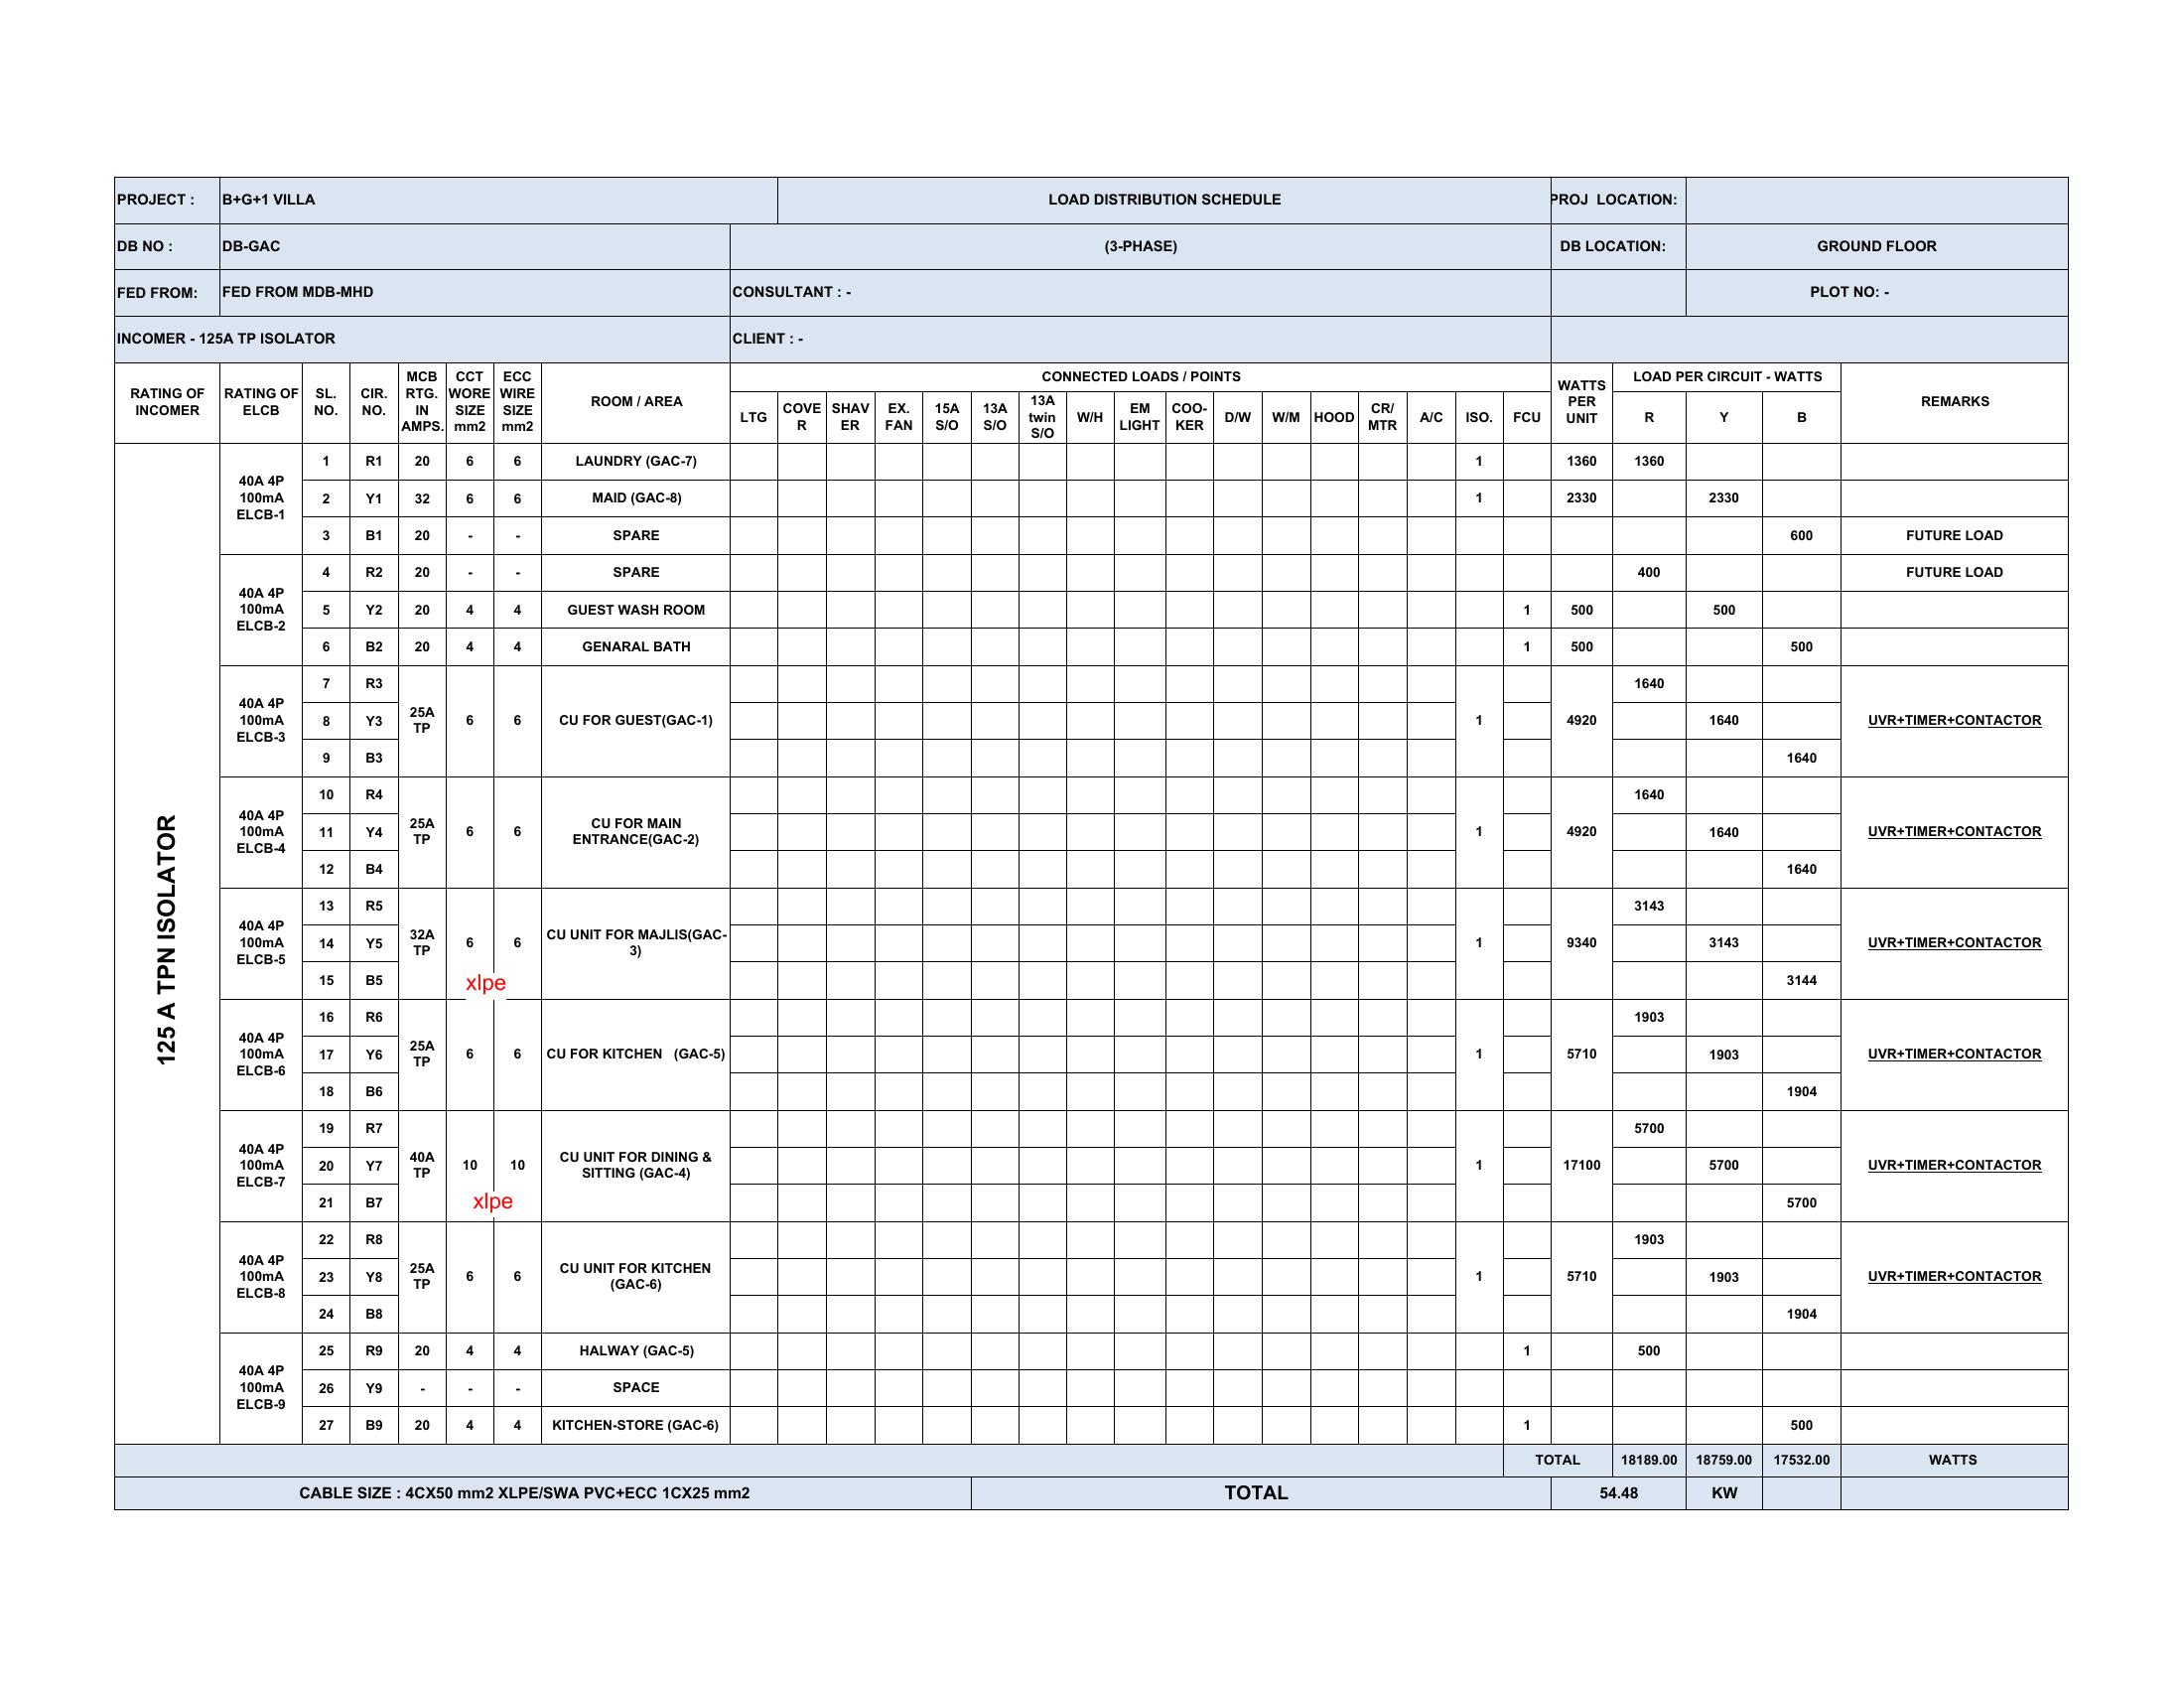 PROJECT : B+G+1 VILLA LOAD DISTRIBUTION SCHEDULE PROJ LOCATION:
DB NO : DB-GAC (3-PHASE) DB LOCATION: GROUND FLOOR
FED FROM: FED FROM MDB-MHD CONSULTANT : - PLOT NO: -
INCOMER - 125A TP ISOLATOR CLIENT : -
RATING OF INCOMER RATING OF ELCB SL. NO. CIR. NO. MCB RTG. IN AMPS. CCT WORE SIZE mm2 ECC WIRE SIZE mm2 ROOM / AREA CONNECTED LOADS / POINTS WATTS PER UNIT LOAD PER CIRCUIT - WATTS REMARKS
LTG COVE R SHAV ER EX. FAN 15A S/O 13A S/O 13A twin S/O W/H EM LIGHT COO- KER D/W W/M HOOD CR/ MTR A/C ISO. FCU R Y B
125 A TPN ISOLATOR
40A 4P 100mA ELCB-1
1 R1 20 6 6 LAUNDRY (GAC-7) 1 1360 1360
2 Y1 32 6 6 MAID (GAC-8) 1 2330 2330
3 B1 20 - - SPARE 600 FUTURE LOAD
40A 4P 100mA ELCB-2
4 R2 20 - - SPARE 400 FUTURE LOAD
5 Y2 20 4 4 GUEST WASH ROOM 1 500 500
6 B2 20 4 4 GENARAL BATH 1 500 500
40A 4P 100mA ELCB-3
7 R3 1640
8 Y3 25A TP 6 6 CU FOR GUEST(GAC-1) 1 4920 1640 UVR+TIMER+CONTACTOR
9 B3 1640
40A 4P 100mA ELCB-4
10 R4 1640
11 Y4 25A TP 6 6 CU FOR MAIN ENTRANCE(GAC-2) 1 4920 1640 UVR+TIMER+CONTACTOR
12 B4 1640
40A 4P 100mA ELCB-5
13 R5 3143
14 Y5 32A TP 6 6 CU UNIT FOR MAJLIS(GAC-3) 1 9340 3143 UVR+TIMER+CONTACTOR
15 B5 xlpe 3144
40A 4P 100mA ELCB-6
16 R6 1903
17 Y6 25A TP 6 6 CU FOR KITCHEN (GAC-5) 1 5710 1903 UVR+TIMER+CONTACTOR
18 B6 1904
40A 4P 100mA ELCB-7
19 R7 5700
20 Y7 40A TP 10 10 CU UNIT FOR DINING & SITTING (GAC-4) 1 17100 5700 UVR+TIMER+CONTACTOR
21 B7 xlpe 5700
40A 4P 100mA ELCB-8
22 R8 1903
23 Y8 25A TP 6 6 CU UNIT FOR KITCHEN (GAC-6) 1 5710 1903 UVR+TIMER+CONTACTOR
24 B8 1904
40A 4P 100mA ELCB-9
25 R9 20 4 4 HALWAY (GAC-5) 1 500
26 Y9 - - - SPACE
27 B9 20 4 4 KITCHEN-STORE (GAC-6) 1 500
TOTAL 18189.00 18759.00 17532.00 WATTS
CABLE SIZE : 4CX50 mm2 XLPE/SWA PVC+ECC 1CX25 mm2 TOTAL 54.48 KW